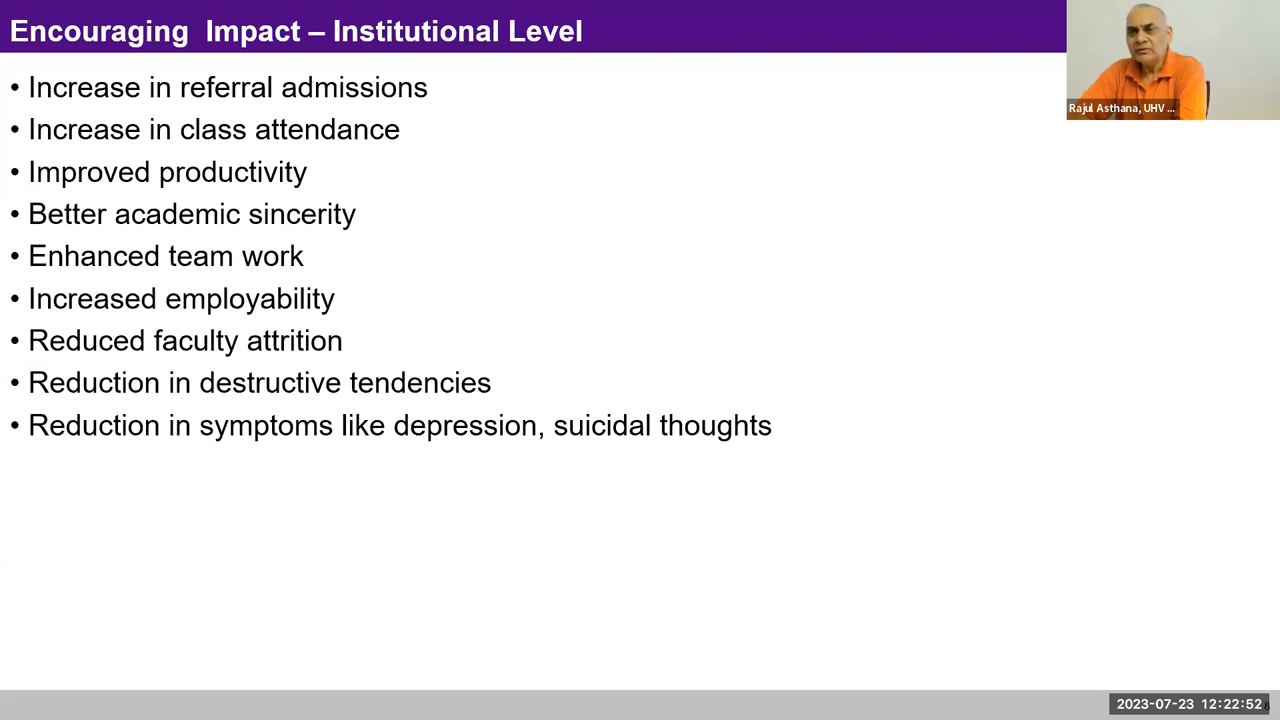 Encouraging  Impact – Institutional Level
Rajul Asthana, UHV ...
• Increase in referral admissions
• Increase in class attendance
• Improved productivity
• Better academic sincerity
• Enhanced team work
• Increased employability
• Reduced faculty attrition
• Reduction in destructive tendencies
• Reduction in symptoms like depression, suicidal thoughts
2023-07-23 12:22:52
8